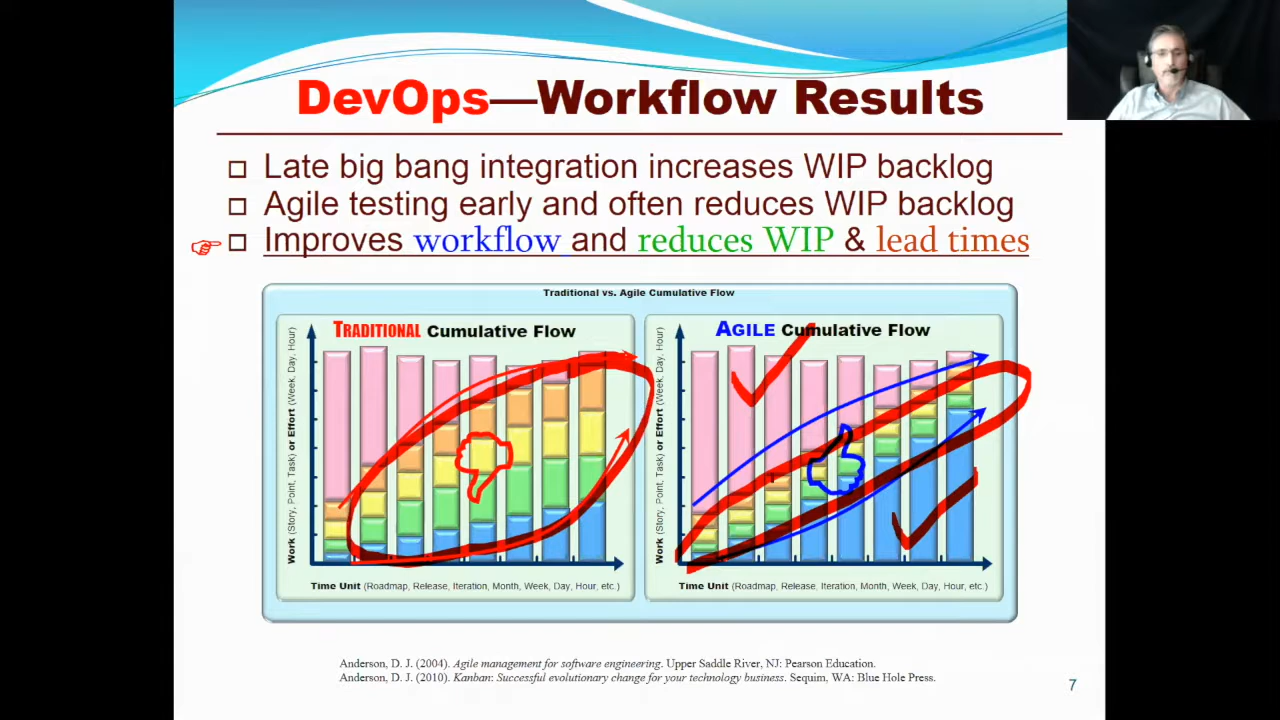 DevOps—Workflow Results
Late big bang integration increases WIP backlog
Agile testing early and often reduces WIP backlog
Improves workflow and reduces WIP & lead times
Traditional vs. Agile Cumulative Flow
TRADITIONAL Cumulative Flow
Work (Story, Point, Task) or Effort (Week, Day, Hour)
Time Unit (Roadmap, Release, Iteration, Month, Week, Day, Hour, etc.)
AGILE Cumulative Flow
Work (Story, Point, Task) or Effort (Week, Day, Hour)
Time Unit (Roadmap, Release, Iteration, Month, Week, Day, Hour, etc.)
Anderson, D. J. (2004). Agile management for software engineering. Upper Saddle River, NJ: Pearson Education.
Anderson, D. J. (2010). Kanban: Successful evolutionary change for your technology business. Sequim, WA: Blue Hole Press.
7